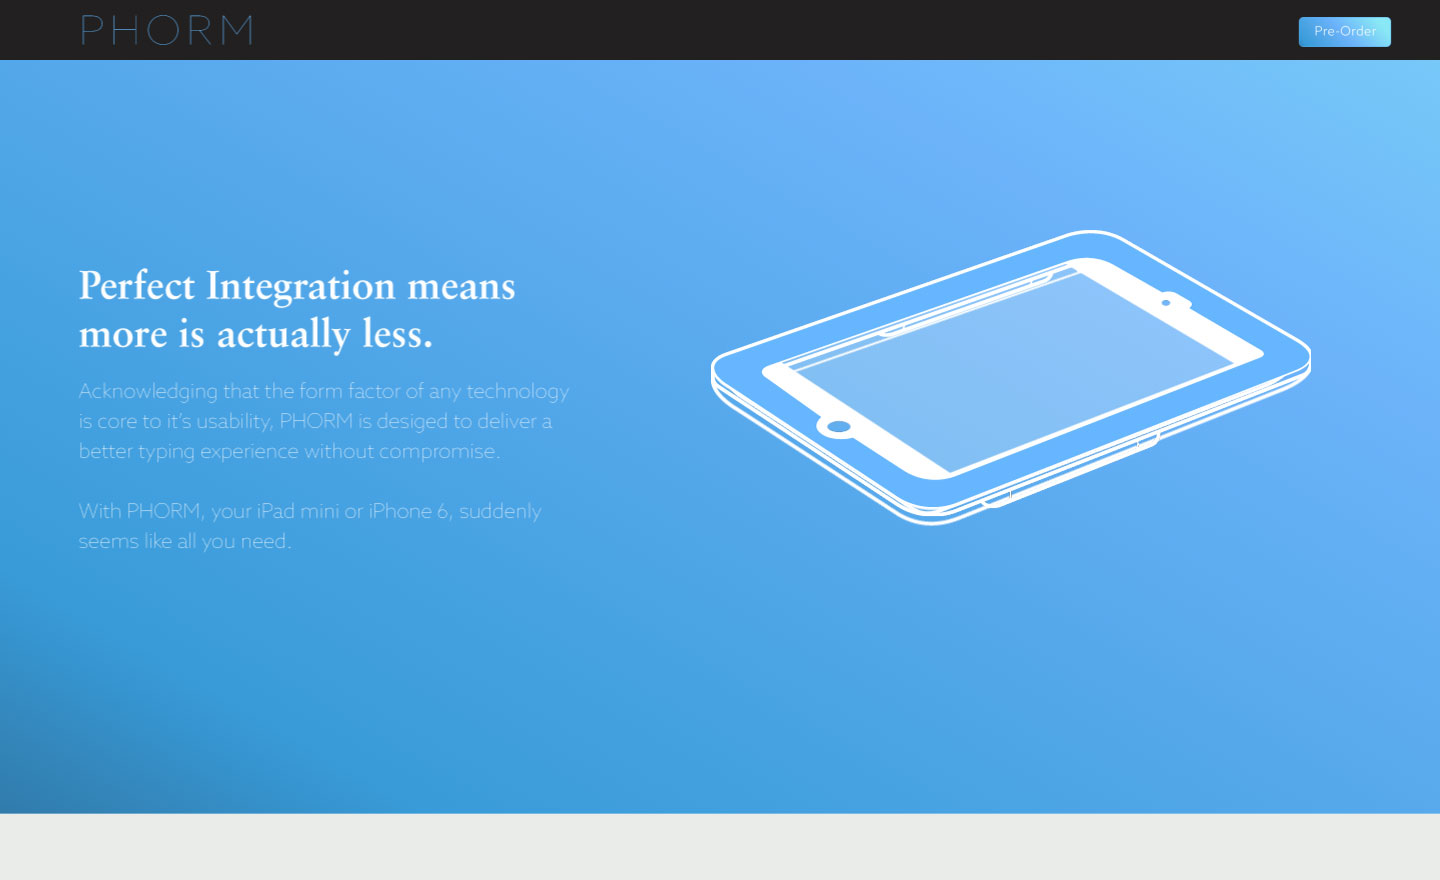 PHORM
Pre-Order
Perfect Integration means
more is actually less.
Acknowledging that the form factor of any technology
is core to it's usability, PHORM is desiged to deliver a
better typing experience without compromise.
With PHORM, your iPad mini or iPhone 6, suddenly
seems like all you need.